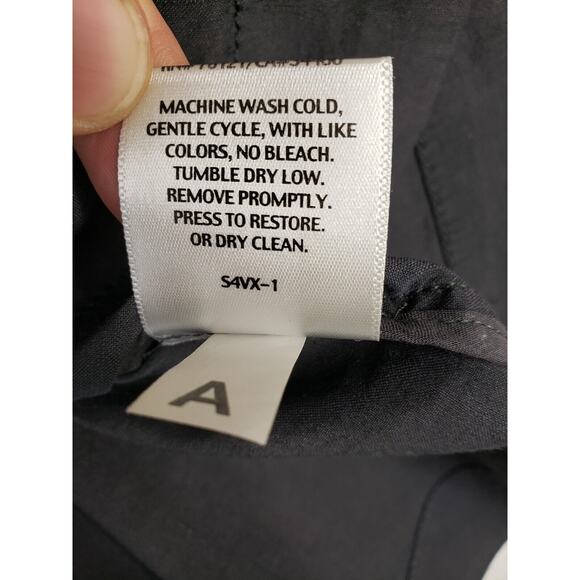 MACHINE WASH COLD,
GENTLE CYCLE, WITH LIKE
COLORS, NO BLEACH.
TUMBLE DRY LOW.
REMOVE PROMPTLY.
PRESS TO RESTORE.
OR DRY CLEAN.
S4VX-1
A